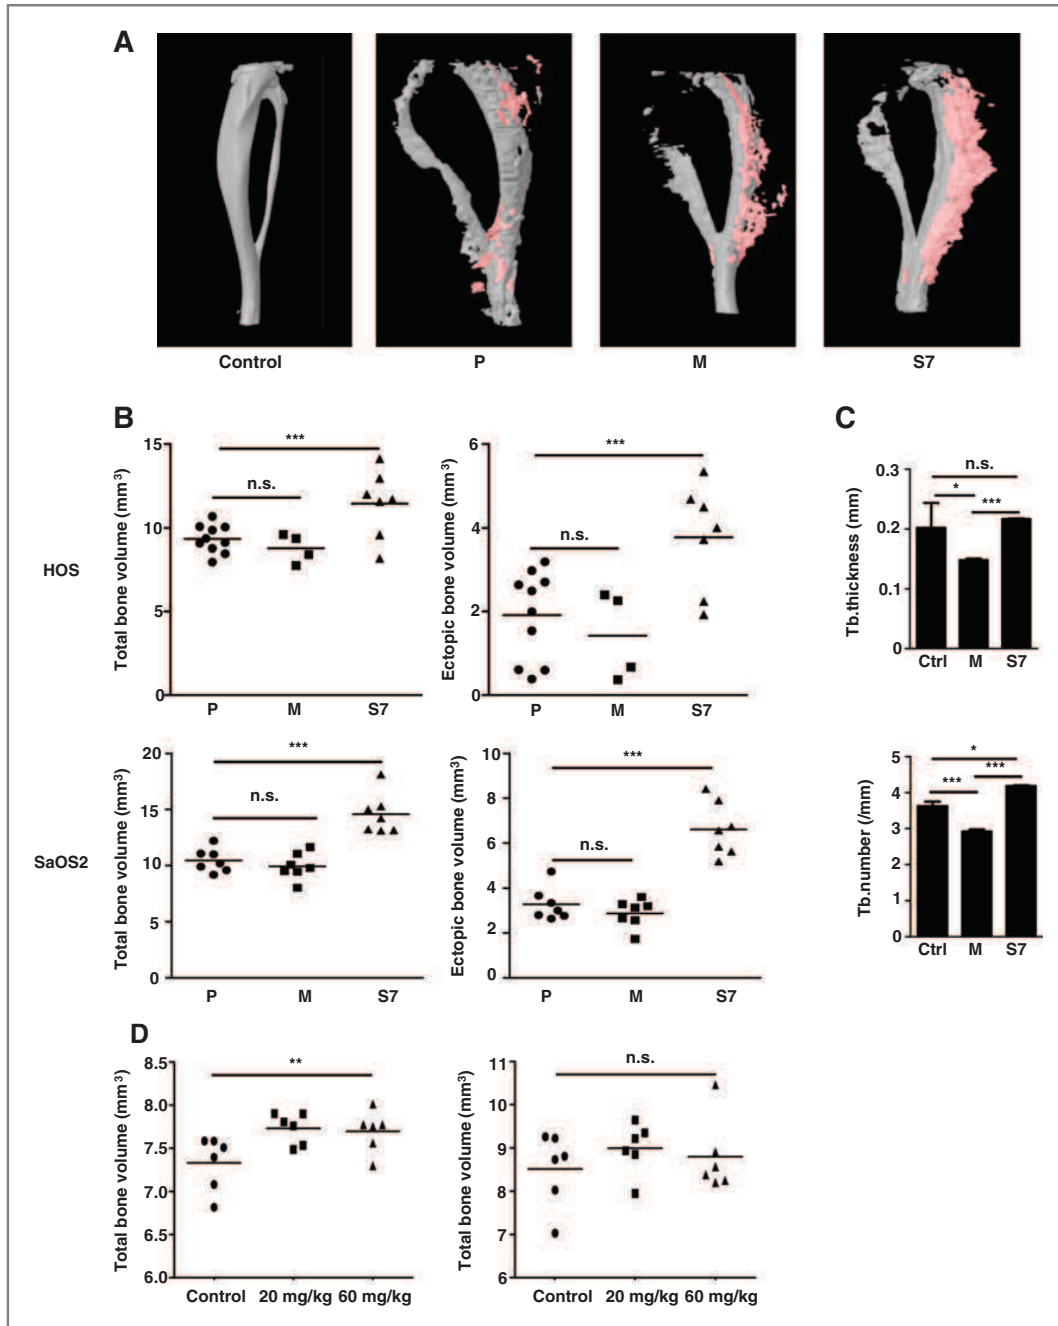 A
Control
P
M
S7
B
HOS
Total bone volume (mm³)
15
10
5
0
***
n.s.
P
M
S7
Ectopic bone volume (mm³)
6
4
2
0
***
n.s.
P
M
S7
C
Tb.thickness (mm)
0.3
0.2
0.1
0
n.s.
*
***
Ctrl
M
S7
SaOS2
Total bone volume (mm³)
20
15
10
5
0
***
n.s.
P
M
S7
Ectopic bone volume (mm³)
10
8
6
4
2
0
***
n.s.
P
M
S7
Tb.number (/mm)
5
4
3
2
1
0
*
***
***
Ctrl
M
S7
D
Total bone volume (mm³)
8.5
8.0
7.5
7.0
6.5
6.0
**
Control
20 mg/kg
60 mg/kg
Total bone volume (mm³)
11
10
9
8
7
6
n.s.
Control
20 mg/kg
60 mg/kg